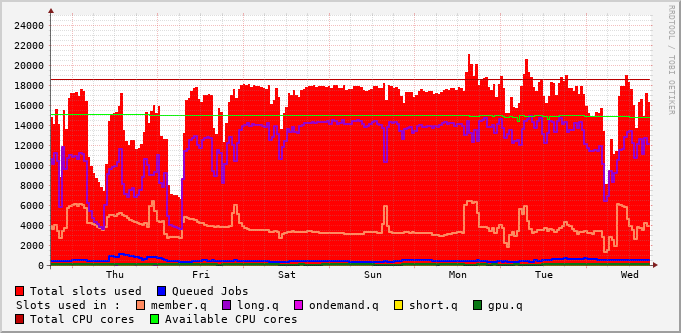 RRDTOOL / TOBI OETIKER
24000
22000
20000
18000
16000
14000
12000
10000
8000
6000
4000
2000
0
Thu Fri Sat Sun Mon Tue Wed
Total slots used Queued Jobs
Slots used in : member.q long.q ondemand.q short.q gpu.q
Total CPU cores Available CPU cores